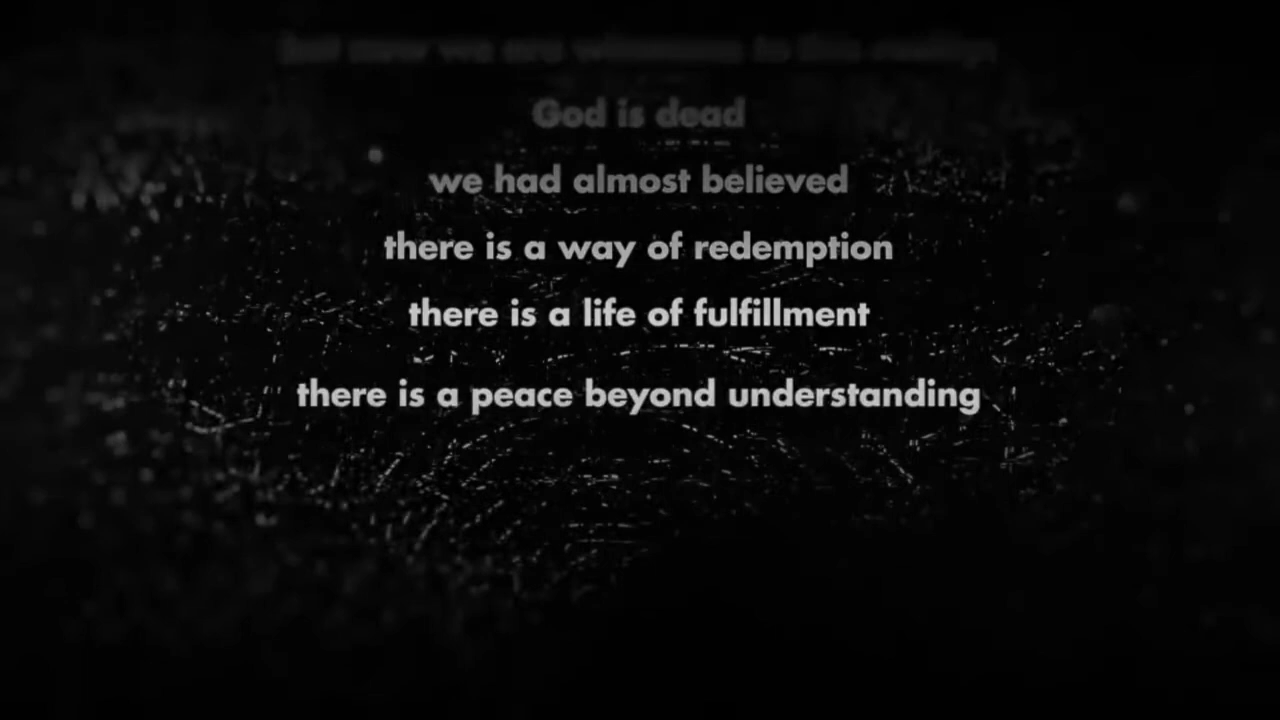 God is dead
we had almost believed
there is a way of redemption
there is a life of fulfillment
there is a peace beyond understanding